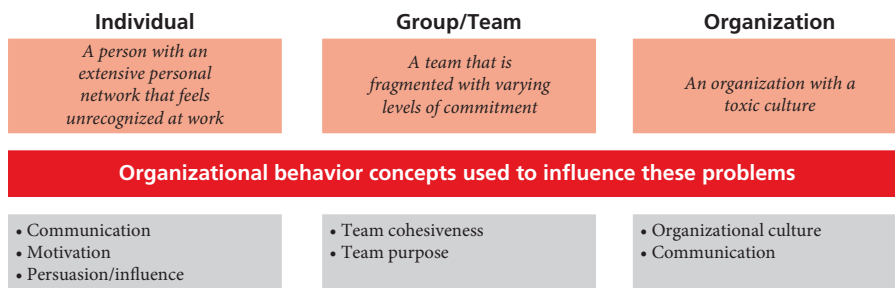 Individual
Group/Team
Organization
A person with an
extensive personal
network that feels
unrecognized at work
A team that is
fragmented with varying
levels of commitment
An organization with a
toxic culture
Organizational behavior concepts used to influence these problems
• Communication
• Motivation
• Persuasion/influence
• Team cohesiveness
• Team purpose
• Organizational culture
• Communication